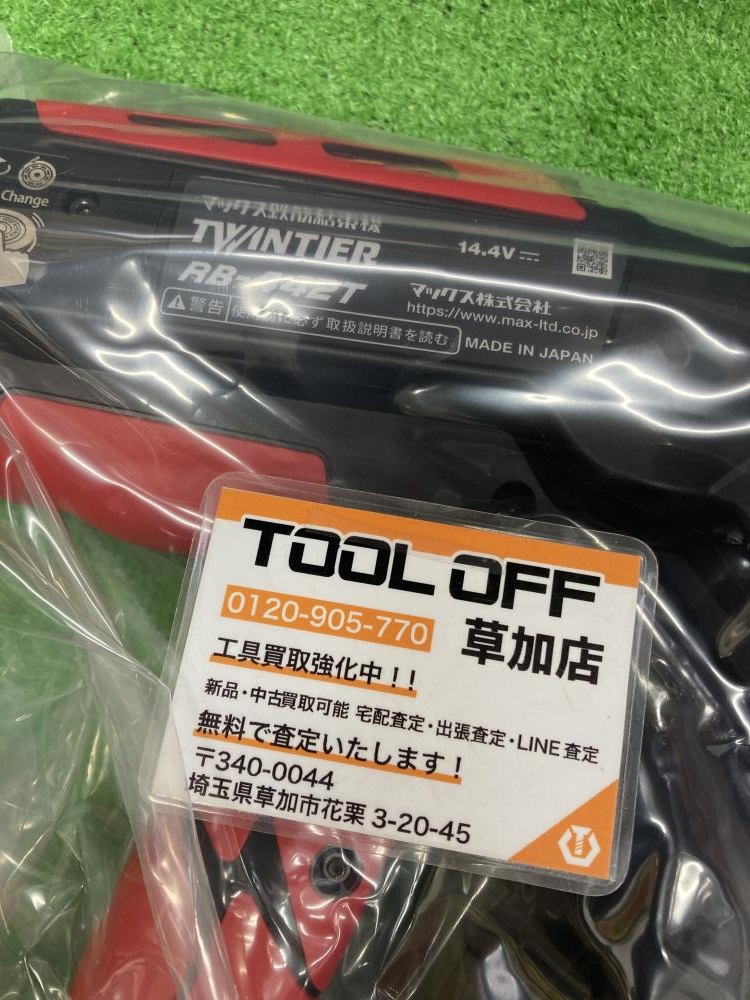 Change
マックス鉄筋結束機
TWINTIER
14.4V
マックス株式会社
https://www.max-ltd.co.jp
警告 必ず取扱説明書を読む。
MADE IN JAPAN
TOOL OFF
0120-905-770
草加店
工具買取強化中!!
新品・中古買取可能 宅配査定・出張査定・LINE査定
無料で査定いたします!
〒340-0044
埼玉県草加市花栗 3-20-45